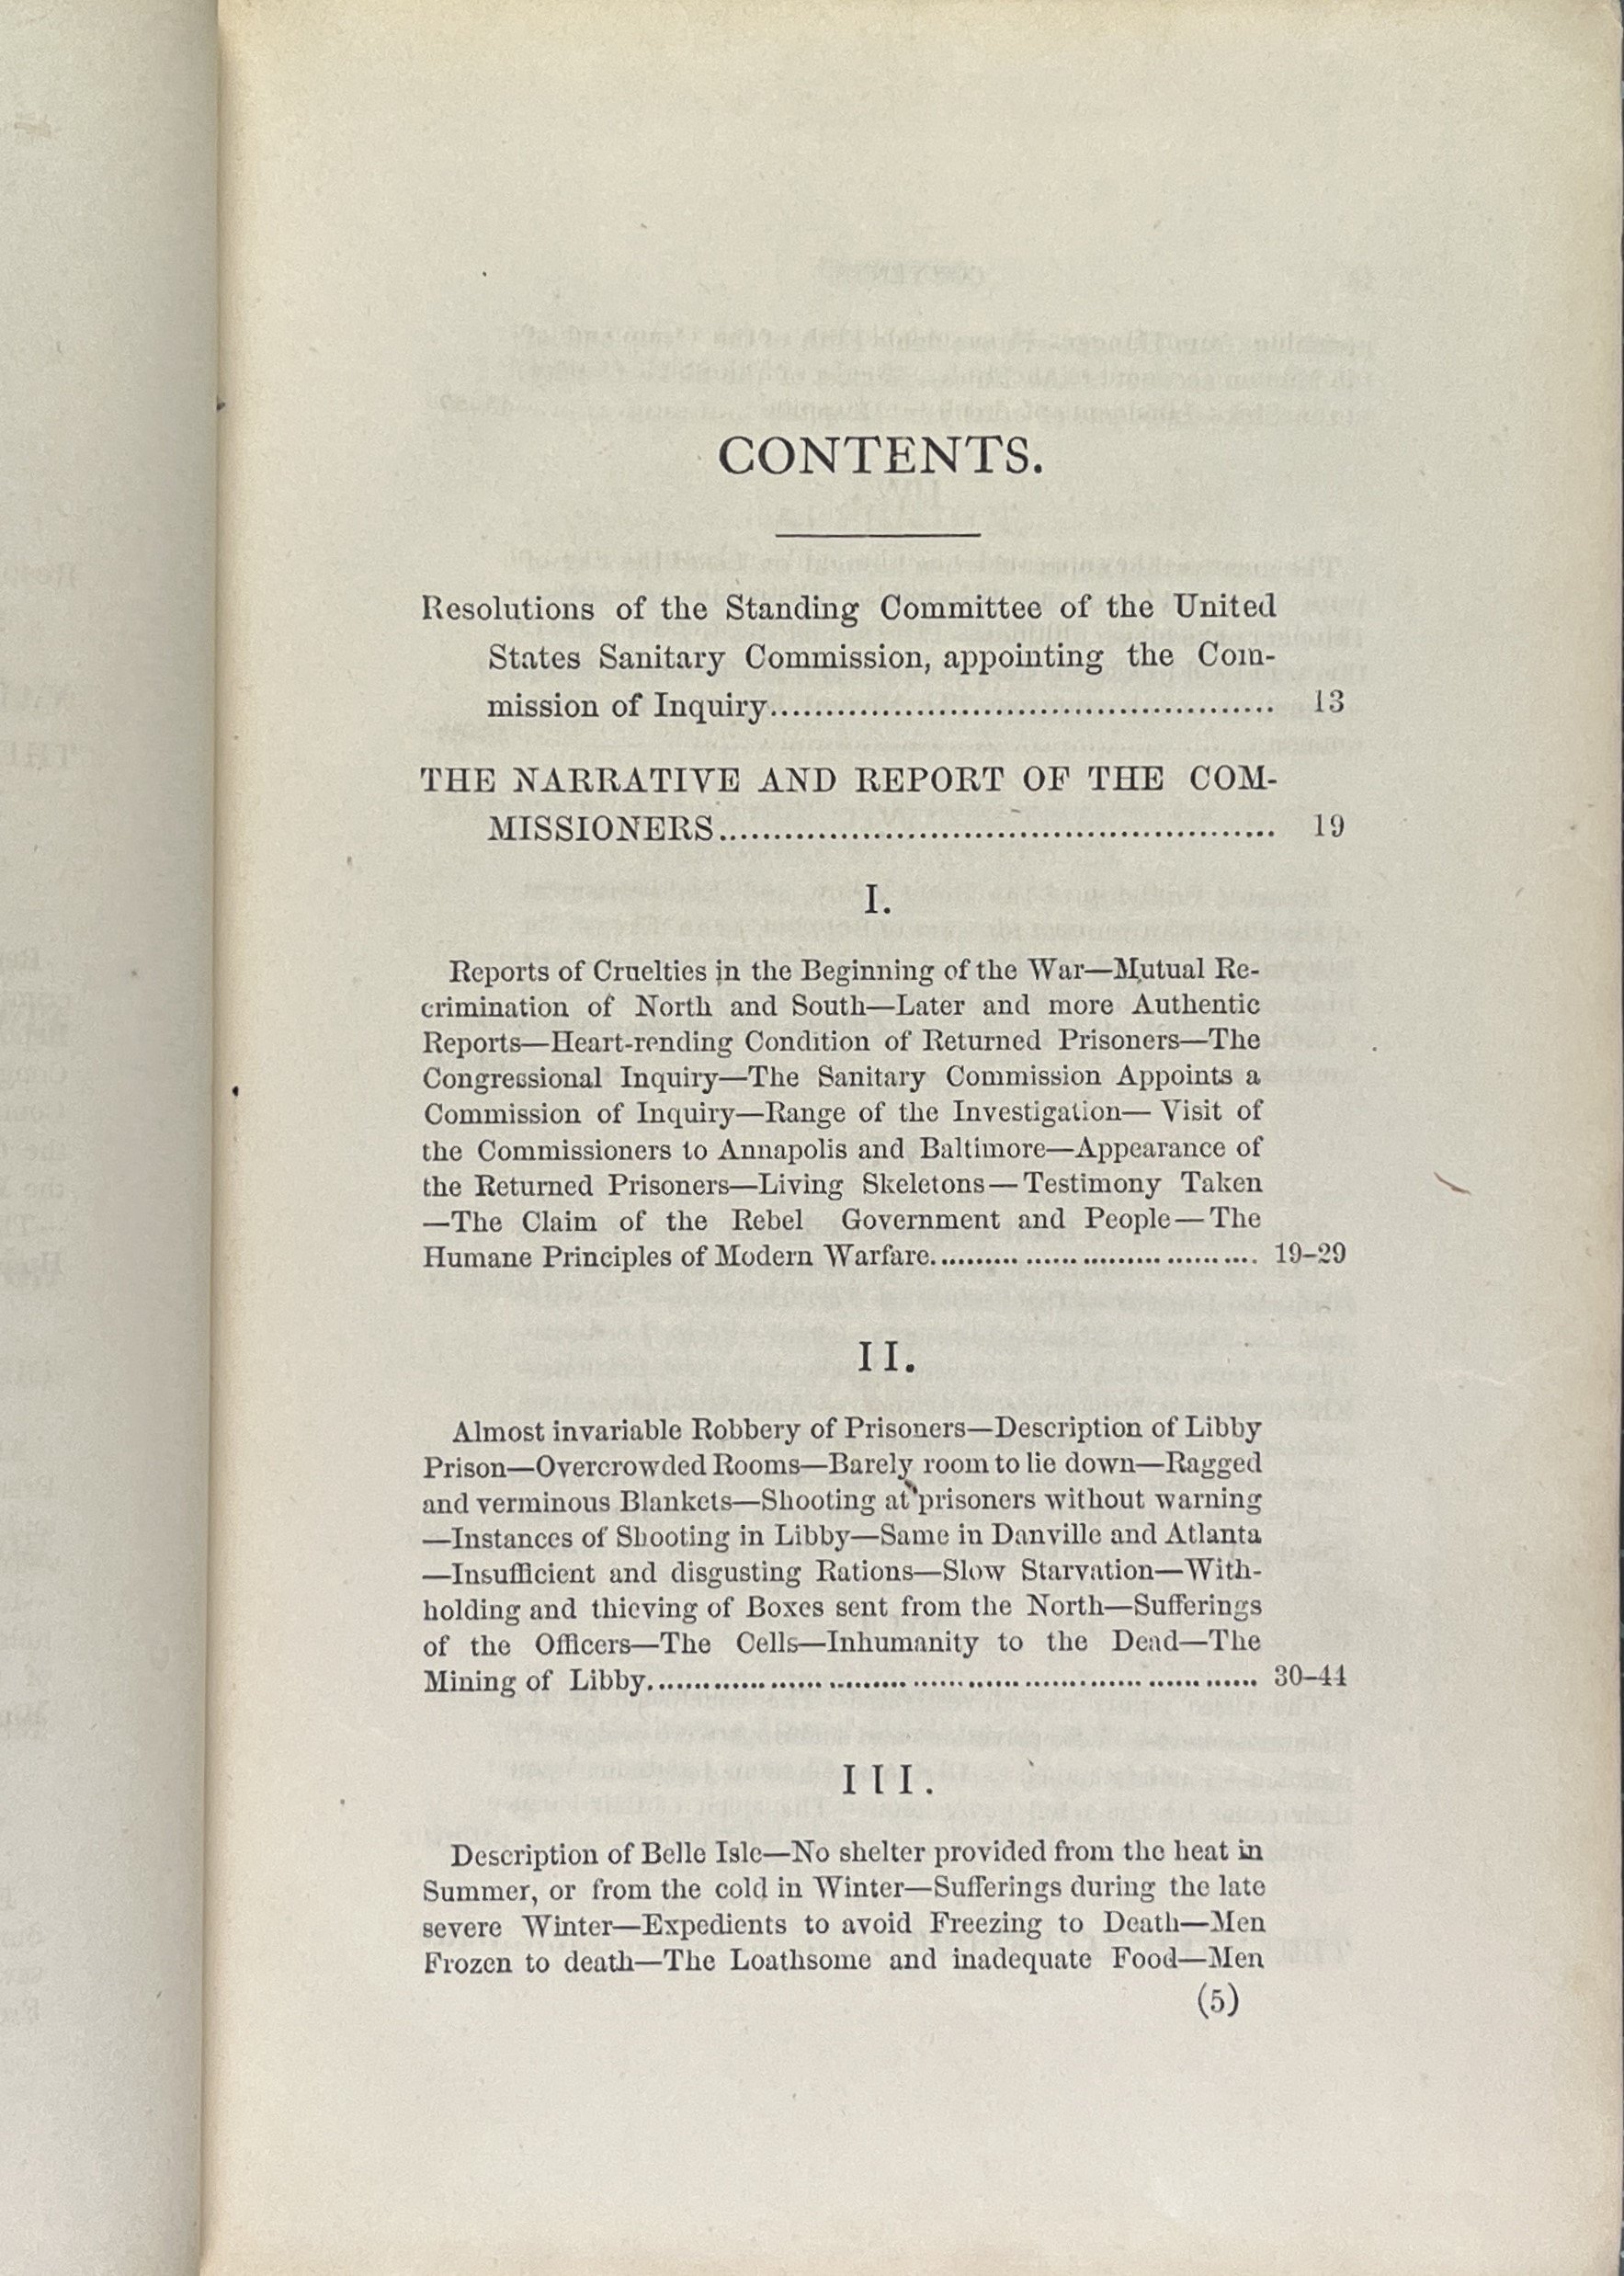 CONTENTS.
Resolutions of the Standing Committee of the United
States Sanitary Commission, appointing the Com-
mission of Inquiry................................................ 13
THE NARRATIVE AND REPORT OF THE COM-
MISSIONERS..................................................... 19
I.
Reports of Cruelties in the Beginning of the War—Mutual Re-
crimination of North and South—Later and more Authentic
Reports—Heart-rending Condition of Returned Prisoners—The
Congressional Inquiry—The Sanitary Commission Appoints a
Commission of Inquiry—Range of the Investigation— Visit of
the Commissioners to Annapolis and Baltimore—Appearance of
the Returned Prisoners—Living Skeletons—Testimony Taken
—The Claim of the Rebel Government and People—The
Humane Principles of Modern Warfare.......... ...... ......... .......... 19–29
II.
Almost invariable Robbery of Prisoners—Description of Libby
Prison—Overcrowded Rooms—Barely room to lie down—Ragged
and verminous Blankets—Shooting at prisoners without warning
—Instances of Shooting in Libby—Same in Danville and Atlanta
—Insufficient and disgusting Rations—Slow Starvation—With-
holding and thieving of Boxes sent from the North—Sufferings
of the Officers—The Cells—Inhumanity to the Dead—The
Mining of Libby............. ...... ......... ...... ...... ............ ...... ...... 30–44
III.
Description of Belle Isle—No shelter provided from the heat in
Summer, or from the cold in Winter—Sufferings during the late
severe Winter—Expedients to avoid Freezing to Death—Men
Frozen to death—The Loathsome and inadequate Food—Men
(5)